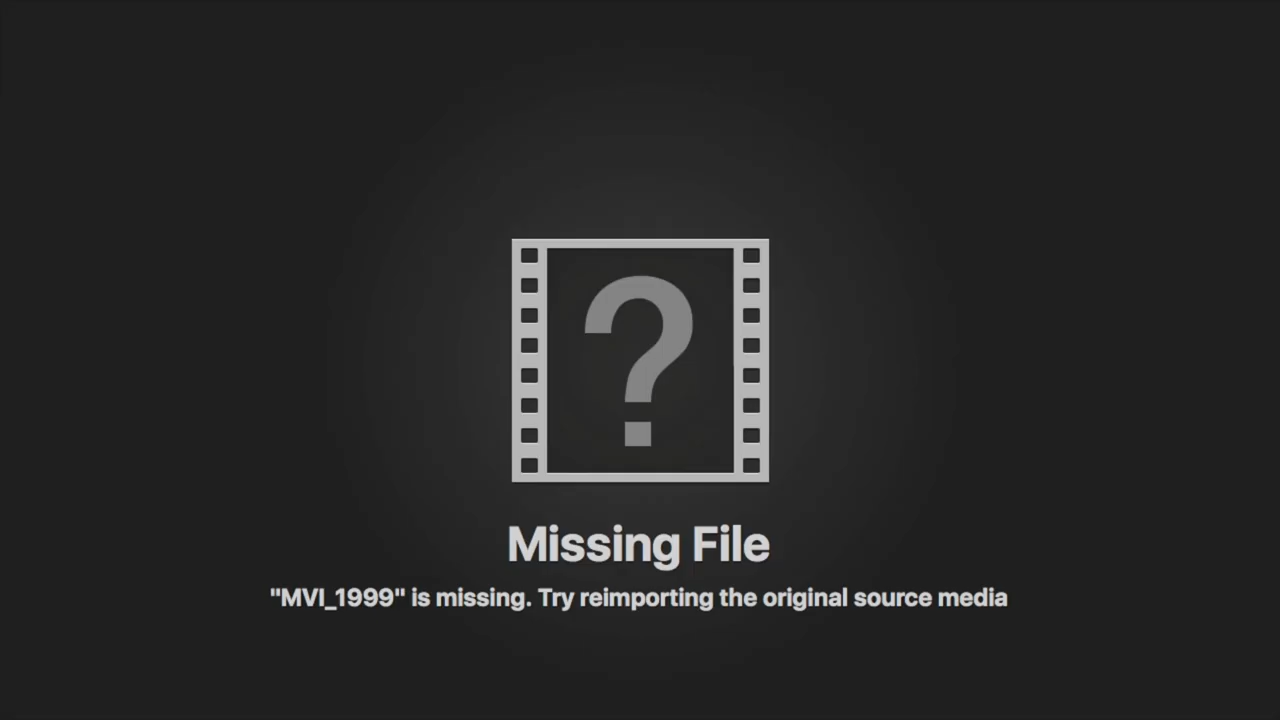 ?
Missing File
"MVI_1999" is missing. Try reimporting the original source media